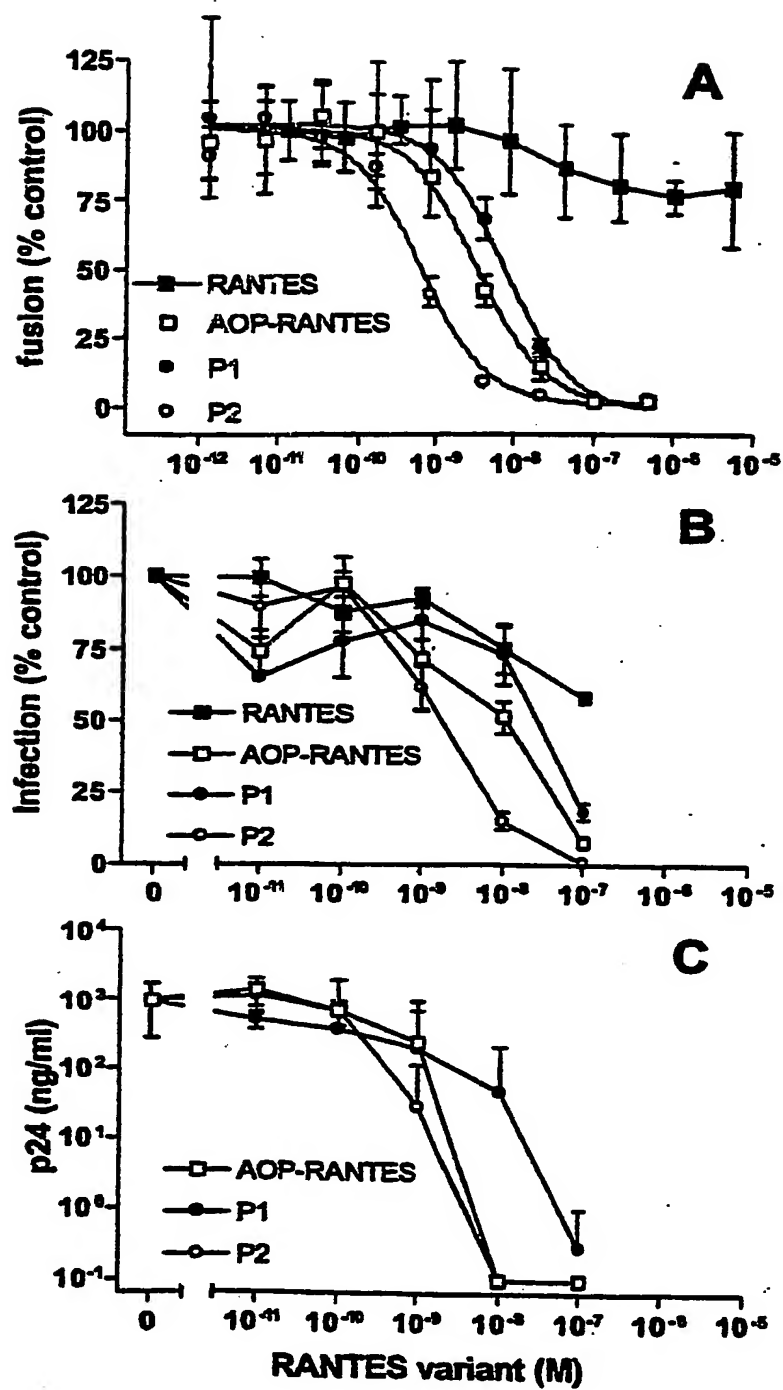 A
fusion (% control)
125
100
75
50
25
0
RANTES
AOP-RANTES
P1
P2
10⁻¹² 10⁻¹¹ 10⁻¹⁰ 10⁻⁹ 10⁻⁸ 10⁻⁷ 10⁻⁶ 10⁻⁵
B
Infection (% control)
125
100
75
50
25
0
RANTES
AOP-RANTES
P1
P2
0 10⁻¹¹ 10⁻¹⁰ 10⁻⁹ 10⁻⁸ 10⁻⁷ 10⁻⁶ 10⁻⁵
C
p24 (ng/ml)
10⁴
10³
10²
10¹
10⁰
10⁻¹
AOP-RANTES
P1
P2
0 10⁻¹¹ 10⁻¹⁰ 10⁻⁹ 10⁻⁸ 10⁻⁷ 10⁻⁶ 10⁻⁵
RANTES variant (M)